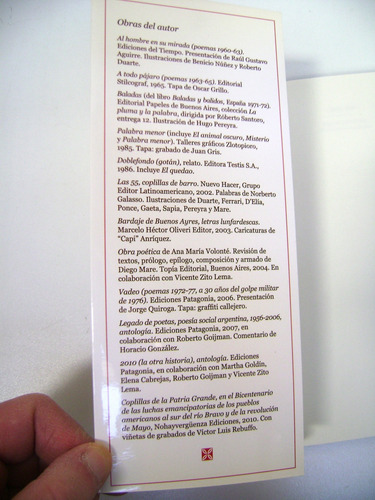 Obras del autor
Al hombre en su mirada (poemas 1960-63).
Ediciones del Tiempo. Presentación de Raúl Gustavo
Aguirre. Ilustraciones de Benicio Núñez y Roberto
Duarte.
A todo pájaro (poemas 1963-65). Editorial
Stilcograf, 1965. Tapa de Oscar Grillo.
Baladas (del libro Baladas y balidos, España 1971-72).
Editorial Papeles de Buenos Aires, colección La
pluma y la palabra, dirigida por Róberto Santoro,
entrega 12. Ilustración de Hugo Pereyra.
Palabra menor (incluye El animal oscuro, Misterio
y Palabra menor). Talleres gráficos Zlotopioro,
1985. Tapa: grabado de Juan Gris.
Doblefondo (gotán), relato. Editora Testis S.A.,
1986. Incluye El quedao.
Las 55, coplillas de barro. Nuevo Hacer, Grupo
Editor Latinoamericano, 2002. Palabras de Norberto
Galasso. Ilustraciones de Duarte, Ferrari, D'Elia,
Ponce, Gaeta, Sapia, Pereyra y Mare.
Bardaje de Buenos Ayres, letras lunfardescas.
Marcelo Héctor Oliveri Editor, 2003. Caricaturas de
"Capi" Anríquez.
Obra poética de Ana María Volonté. Revisión de
textos, prólogo, epílogo, composición y armado de
Diego Mare. Topía Editorial, Buenos Aires, 2004. En
colaboración con Vicente Zito Lema.
Vadeo (poemas 1972-77, a 30 años del golpe militar
de 1976). Ediciones Patagonia, 2006. Presentación
de Jorge Quiroga. Tapa: graffiti callejero.
Legado de poetas, poesía social argentina, 1956-2006,
antología. Ediciones Patagonia, 2007, en
colaboración con Roberto Goijman. Comentario de
Horacio González.
2010 (la otra historia), antología. Ediciones
Patagonia, en colaboración con Martha Goldin,
Elena Cabrejas, Roberto Goijman y Vicente Zito
Lema.
Coplillas de la Patria Grande, en el Bicentenario
de las luchas emancipatorias de los pueblos
americanos al sur del río Bravo y de la revolución
de Mayo, Nohayvergüenza Ediciones, 2010. Con
viñetas de grabados de Víctor Luis Rebuffo.